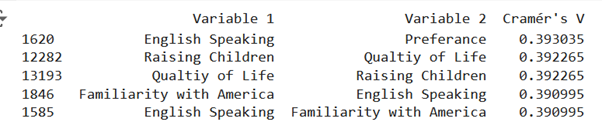 Variable 1 Variable 2 Cramér's V
1620 English Speaking Preferance 0.393035
12282 Raising Children Qualtiy of Life 0.392265
13193 Qualtiy of Life Raising Children 0.392265
1846 Familiarity with America English Speaking 0.390995
1585 English Speaking Familiarity with America 0.390995